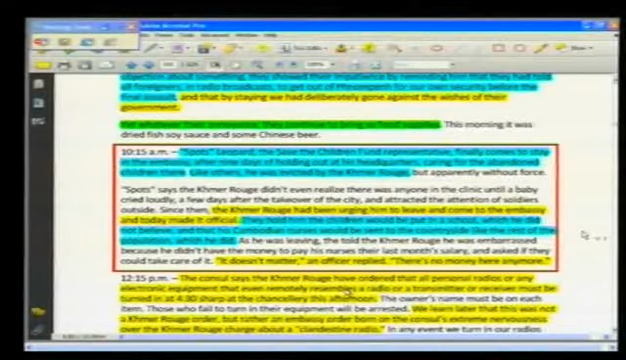 objection about remaining, they showed their impatience by reminding them that they had told
all foreigners, in radio broadcasts, to get out of Phnompenh for our own security before the
final assault, and that by staying we had deliberately gone against the wishes of their
government.
Yet whatever their annoyance, they continue to bring us food supplies. This morning it was
dried fish soy sauce and some Chinese beer.
10:15 a.m. – "Spots" Leopard, the Save the Children Fund representative, finally comes to stay
in the embassy, after nine days of holding out at his headquarters, caring for the abandoned
children there. Like others, he was evicted by the Khmer Rouge, but apparently without force.
"Spots" says the Khmer Rouge didn't even realize there was anyone in the clinic until a baby
cried loudly, a few days after the takeover of the city, and attracted the attention of soldiers
outside. Since then, the Khmer Rouge had been urging him to leave and come to the embassy
and today made it official. They told him the children would be put in a hospital, which he did
not believe, and that his Cambodian staff would be sent to the countryside like the rest of the
population, which he did. As he was leaving, the told the Khmer Rouge he was embarrassed
because he didn't have the money to pay his nurses their last month's salary, and asked if they
could take care of it. "It doesn't matter," an officer replied. "There's no money here anymore."
12:15 p.m. – The consul says the Khmer Rouge have ordered that all personal radios or any
electronic equipment that even remotely resembles a radio or a transmitter or receiver must be
turned in at 4:30 sharp at the chancellery this afternoon. The owner's name must be on each
item. Those who fail to turn in their equipment will be arrested. We learn later that this was not
a Khmer Rouge order, but rather an embassy order born on the consul's extreme nervousness
over the Khmer Rouge charge about a "clandestine radio." In any event we turn in our radios